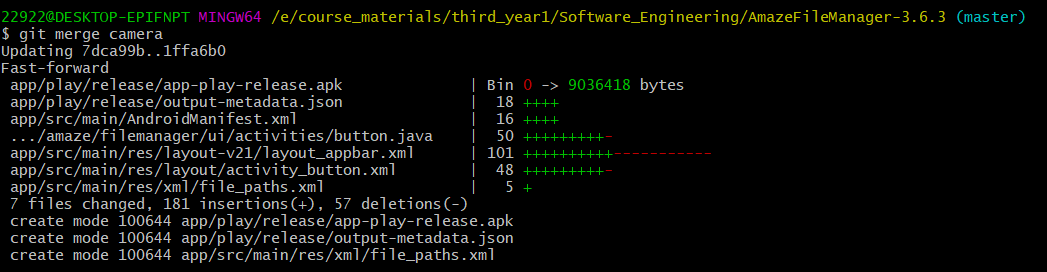 22922@DESKTOP-EPIFNPT MINGW64 /e/course_materials/third_year1/Software_Engineering/AmazeFileManager-3.6.3 (master)
$ git merge camera
Updating 7dca99b..1ffa6b0
Fast-forward
 app/play/release/app-play-release.apk              | Bin 0 -> 9036418 bytes
 app/play/release/output-metadata.json              |  18 ++++
 app/src/main/AndroidManifest.xml                   |  16 ++++
 .../amaze/filemanager/ui/activities/button.java    |  50 +++++++++-
 app/src/main/res/layout-v21/layout_appbar.xml      | 101 ++++++++++-----------
 app/src/main/res/layout/activity_button.xml        |  48 +++++++++-
 app/src/main/res/xml/file_paths.xml                |   5 +
 7 files changed, 181 insertions(+), 57 deletions(-)
 create mode 100644 app/play/release/app-play-release.apk
 create mode 100644 app/play/release/output-metadata.json
 create mode 100644 app/src/main/res/xml/file_paths.xml